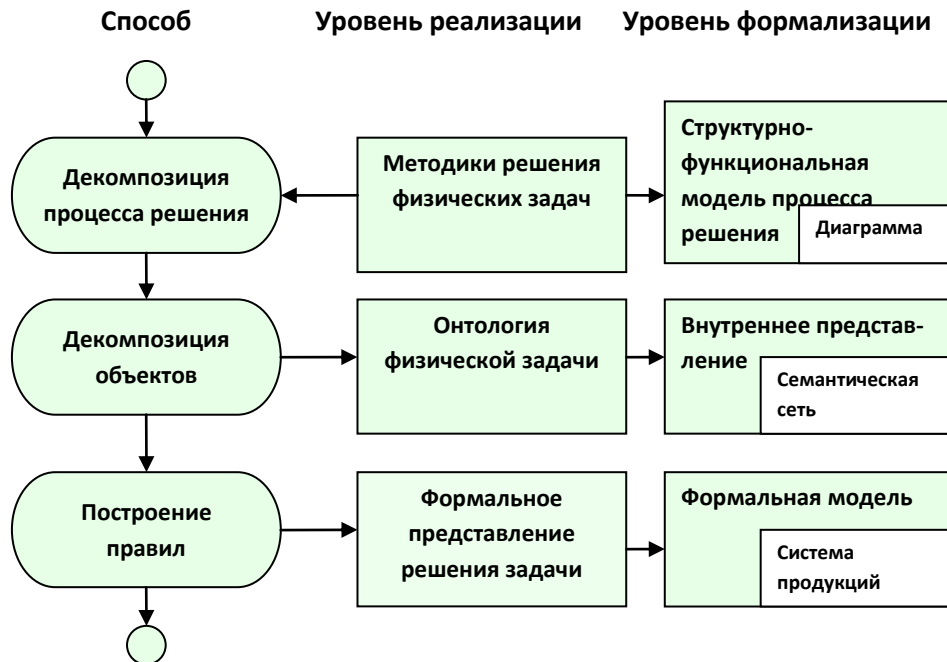 Способ
Уровень реализации
Уровень формализации
Декомпозиция
процесса решения
Методики решения
физических задач
Структурно-
функциональная
модель процесса
решения
Диаграмма
Декомпозиция
объектов
Онтология
физической задачи
Внутреннее представ-
ление
Семантическая
сеть
Построение
правил
Формальное
представление
решения задачи
Формальная модель
Система
продукций